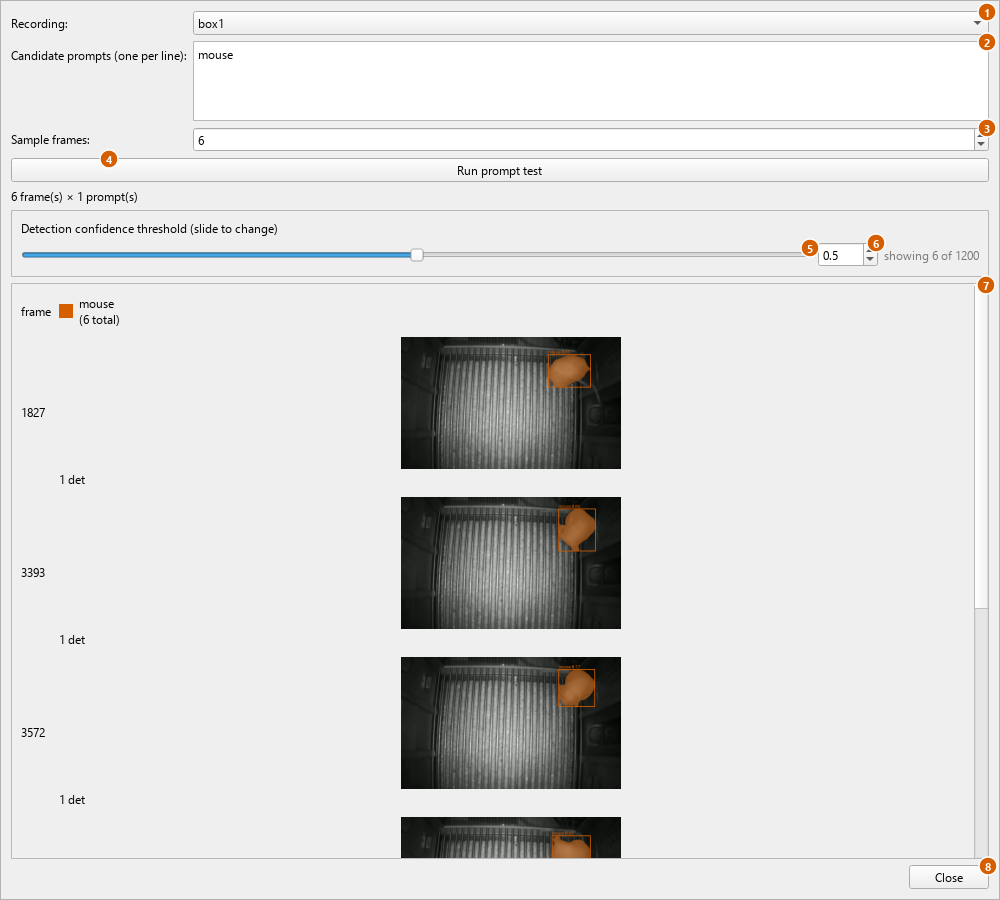 Recording:
box1
1
Candidate prompts (one per line):
mouse
2
Sample frames:
6
3
4
Run prompt test
6 frame(s) × 1 prompt(s)
Detection confidence threshold (slide to change)
5
0.5
6
showing 6 of 1200
7
frame
mouse
(6 total)
1827
1 det
3393
1 det
3572
1 det
Close
8